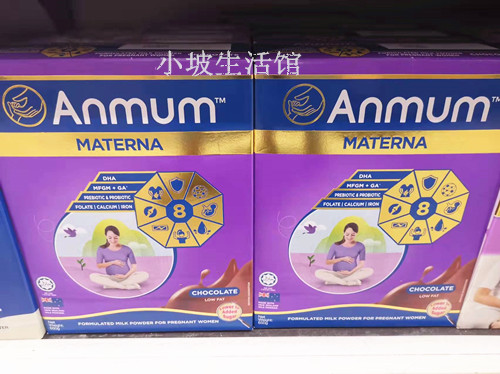 小坡生活馆
Anmum™
MATERNA
DHA
MFGM + GA
PREBIOTIC & PROBIOTIC
FOLATE | CALCIUM | IRON
8
CHOCOLATE
LOW FAT
FORMULATED MILK POWDER FOR PREGNANT WOMEN
Anmum™
MATERNA
DHA
MFGM + GA
PREBIOTIC & PROBIOTIC
FOLATE | CALCIUM | IRON
8
CHOCOLATE
LOW FAT
FORMULATED MILK POWDER FOR PREGNANT WOMEN